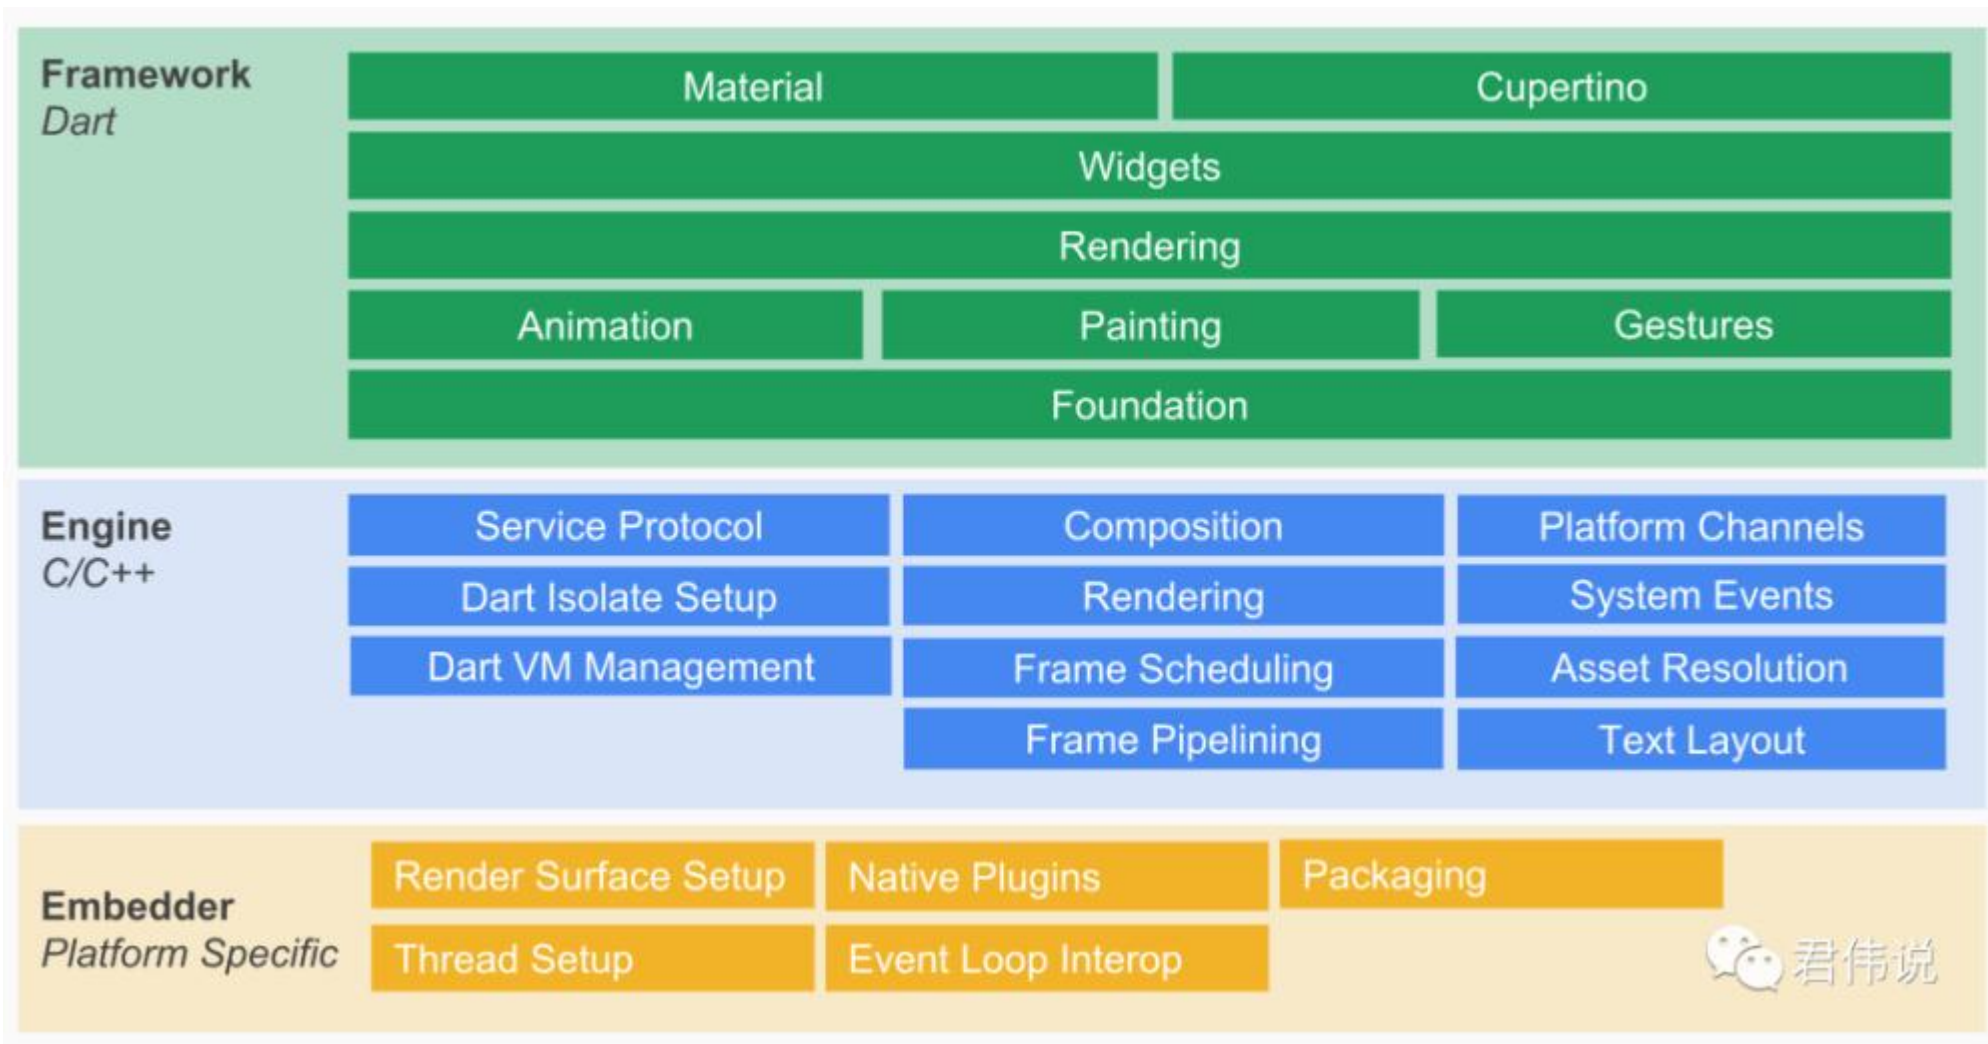 Framework
Dart
Material
Cupertino
Widgets
Rendering
Animation
Painting
Gestures
Foundation
Engine
C/C++
Service Protocol
Composition
Platform Channels
Dart Isolate Setup
Rendering
System Events
Dart VM Management
Frame Scheduling
Asset Resolution
Frame Pipelining
Text Layout
Embedder
Platform Specific
Render Surface Setup
Native Plugins
Packaging
Thread Setup
Event Loop Interop
君伟说